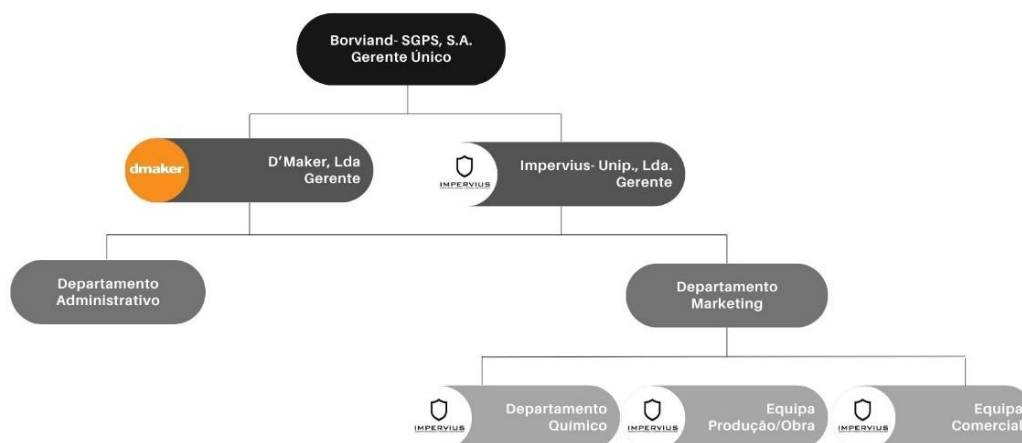 Borviand- SGPS, S.A.
Gerente Único
dmaker
D'Maker, Lda
Gerente
IMPERVIUS
Impervius- Unip., Lda.
Gerente
Departamento
Administrativo
Departamento
Marketing
IMPERVIUS
Departamento
Químico
IMPERVIUS
Equipa
Produção/Obra
IMPERVIUS
Equipa
Comercial